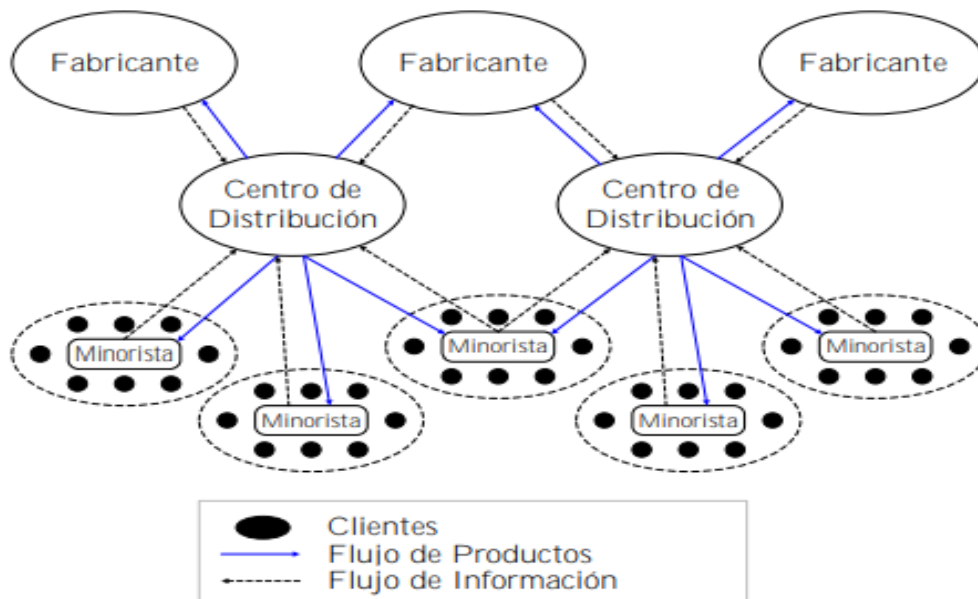 Fabricante
Fabricante
Fabricante
Centro de
Distribución
Centro de
Distribución
Minorista
Minorista
Minorista
Minorista
Minorista
Clientes
Flujo de Productos
Flujo de Información